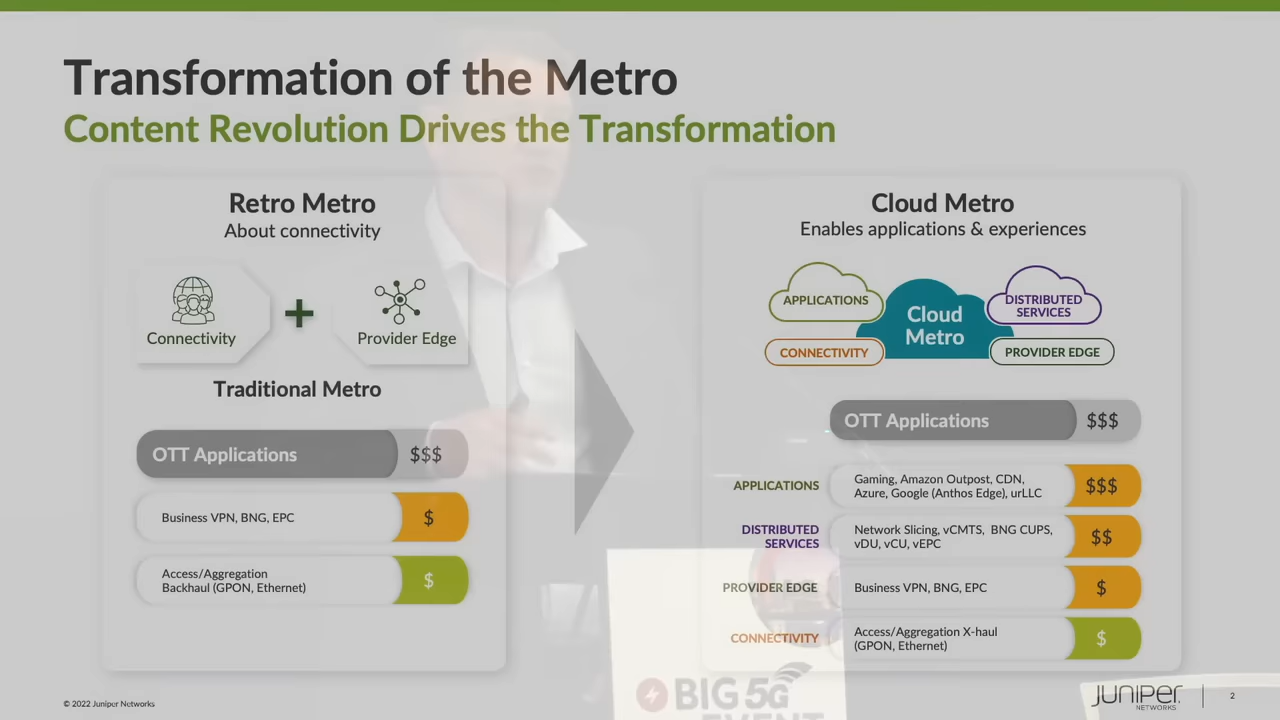 Transformation of the Metro
Content Revolution Drives the Transformation
Retro Metro
About connectivity
Connectivity
+
Provider Edge
Traditional Metro
OTT Applications $$$
Business VPN, BNG, EPC $
Access/Aggregation
Backhaul (GPON, Ethernet)
$
Cloud Metro
Enables applications & experiences
APPLICATIONS
DISTRIBUTED
SERVICES
Cloud
Metro
CONNECTIVITY
PROVIDER EDGE
OTT Applications $$$
APPLICATIONS
Gaming, Amazon Outpost, CDN,
Azure, Google (Anthos Edge), urLLC
$$$
DISTRIBUTED
SERVICES
Network Slicing, vCMTS, BNG CUPS,
vDU, vCU, vEPC
$$
PROVIDER EDGE Business VPN, BNG, EPC $
CONNECTIVITY
Access/Aggregation X-haul
(GPON, Ethernet)
$
BIG 5G
EVENT
© 2022 Juniper Networks
JUNIPER
NETWORKS
2